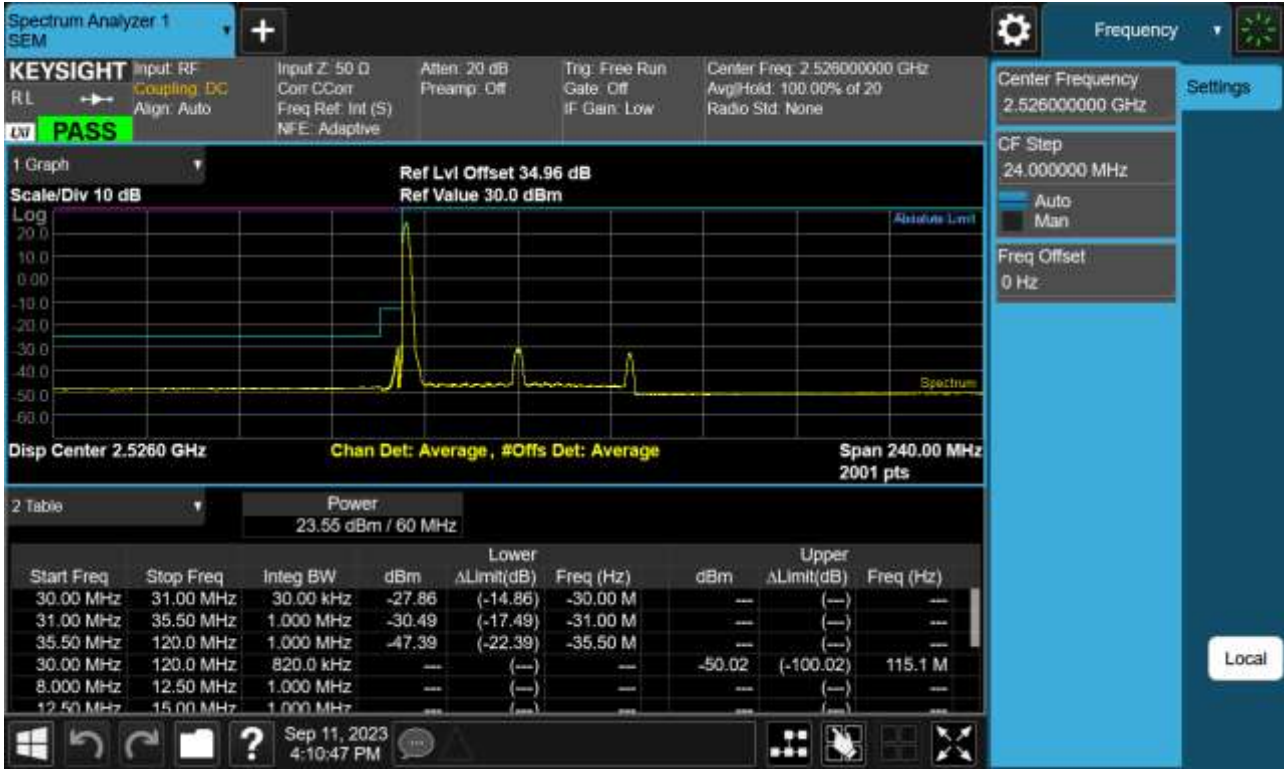 Spectrum Analyzer 1
SEM
+
Frequency
KEYSIGHT
RL
LXI
PASS
Input: RF
Coupling: DC
Align: Auto
Input Z: 50 Ω
Corr CCorr
Freq Ref: Int (S)
NFE: Adaptive
Atten: 20 dB
Preamp: Off
Trig: Free Run
Gate: Off
IF Gain: Low
Center Freq: 2.526000000 GHz
Avg|Hold: 100.00% of 20
Radio Std: None
Center Frequency
2.526000000 GHz
Settings
CF Step
24.000000 MHz
Auto
Man
Freq Offset
0 Hz
1 Graph
Scale/Div 10 dB
Ref Lvl Offset 34.96 dB
Ref Value 30.0 dBm
Log
Absolute Limit
20.0
10.0
0.00
-10.0
-20.0
-30.0
-40.0
-50.0
-60.0
Spectrum
Disp Center 2.5260 GHz
Chan Det: Average, #Offs Det: Average
Span 240.00 MHz
2001 pts
2 Table
Power
23.55 dBm / 60 MHz
Lower Upper
Start Freq Stop Freq Integ BW dBm ΔLimit(dB) Freq (Hz) dBm ΔLimit(dB) Freq (Hz)
30.00 MHz 31.00 MHz 30.00 kHz -27.86 (-14.86) -30.00 M --- (---) ---
31.00 MHz 35.50 MHz 1.000 MHz -30.49 (-17.49) -31.00 M --- (---) ---
35.50 MHz 120.0 MHz 1.000 MHz -47.39 (-22.39) -35.50 M --- (---) ---
30.00 MHz 120.0 MHz 820.0 kHz --- (---) --- -50.02 (-100.02) 115.1 M
8.000 MHz 12.50 MHz 1.000 MHz --- (---) --- --- (---) ---
12.50 MHz 15.00 MHz 1.000 MHz --- (---) --- --- (---) ---
Local
?
Sep 11, 2023
4:10:47 PM